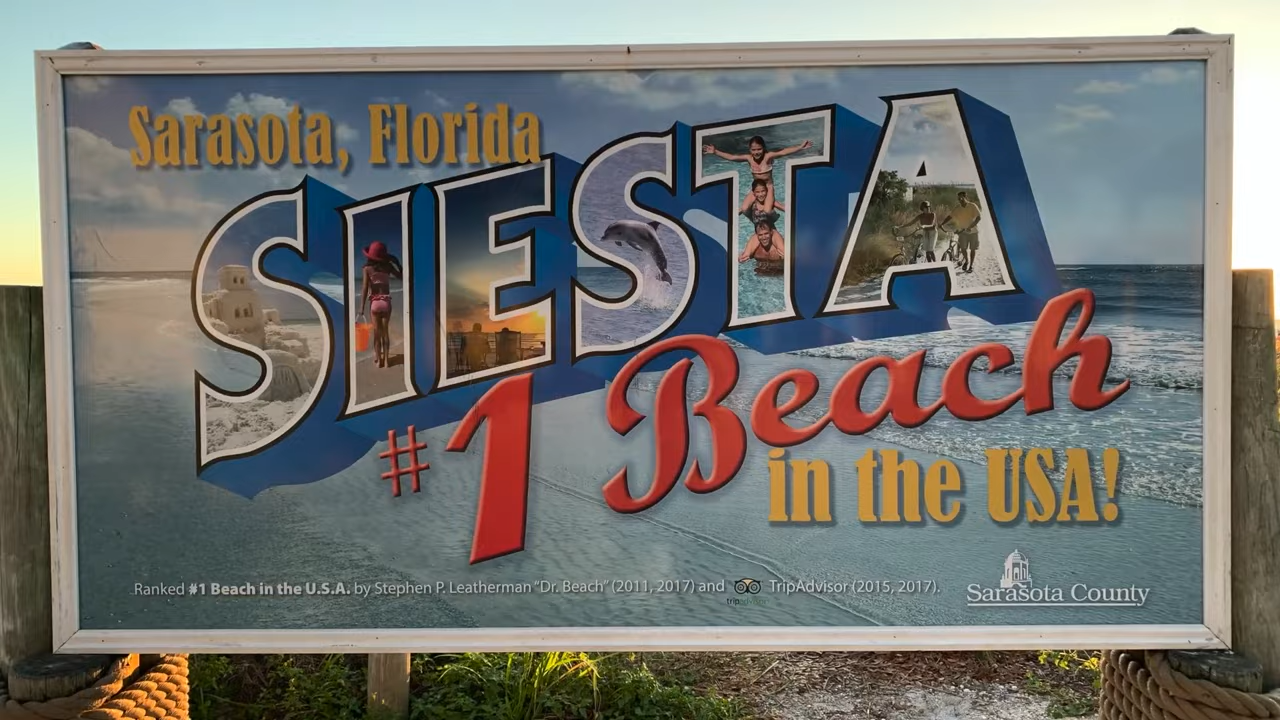 Sarasota, Florida
SIESTA
#1 Beach
in the USA!
Ranked #1 Beach in the U.S.A. by Stephen P. Leatherman "Dr. Beach" (2011, 2017) and tripadvisor TripAdvisor (2015, 2017).
Sarasota County